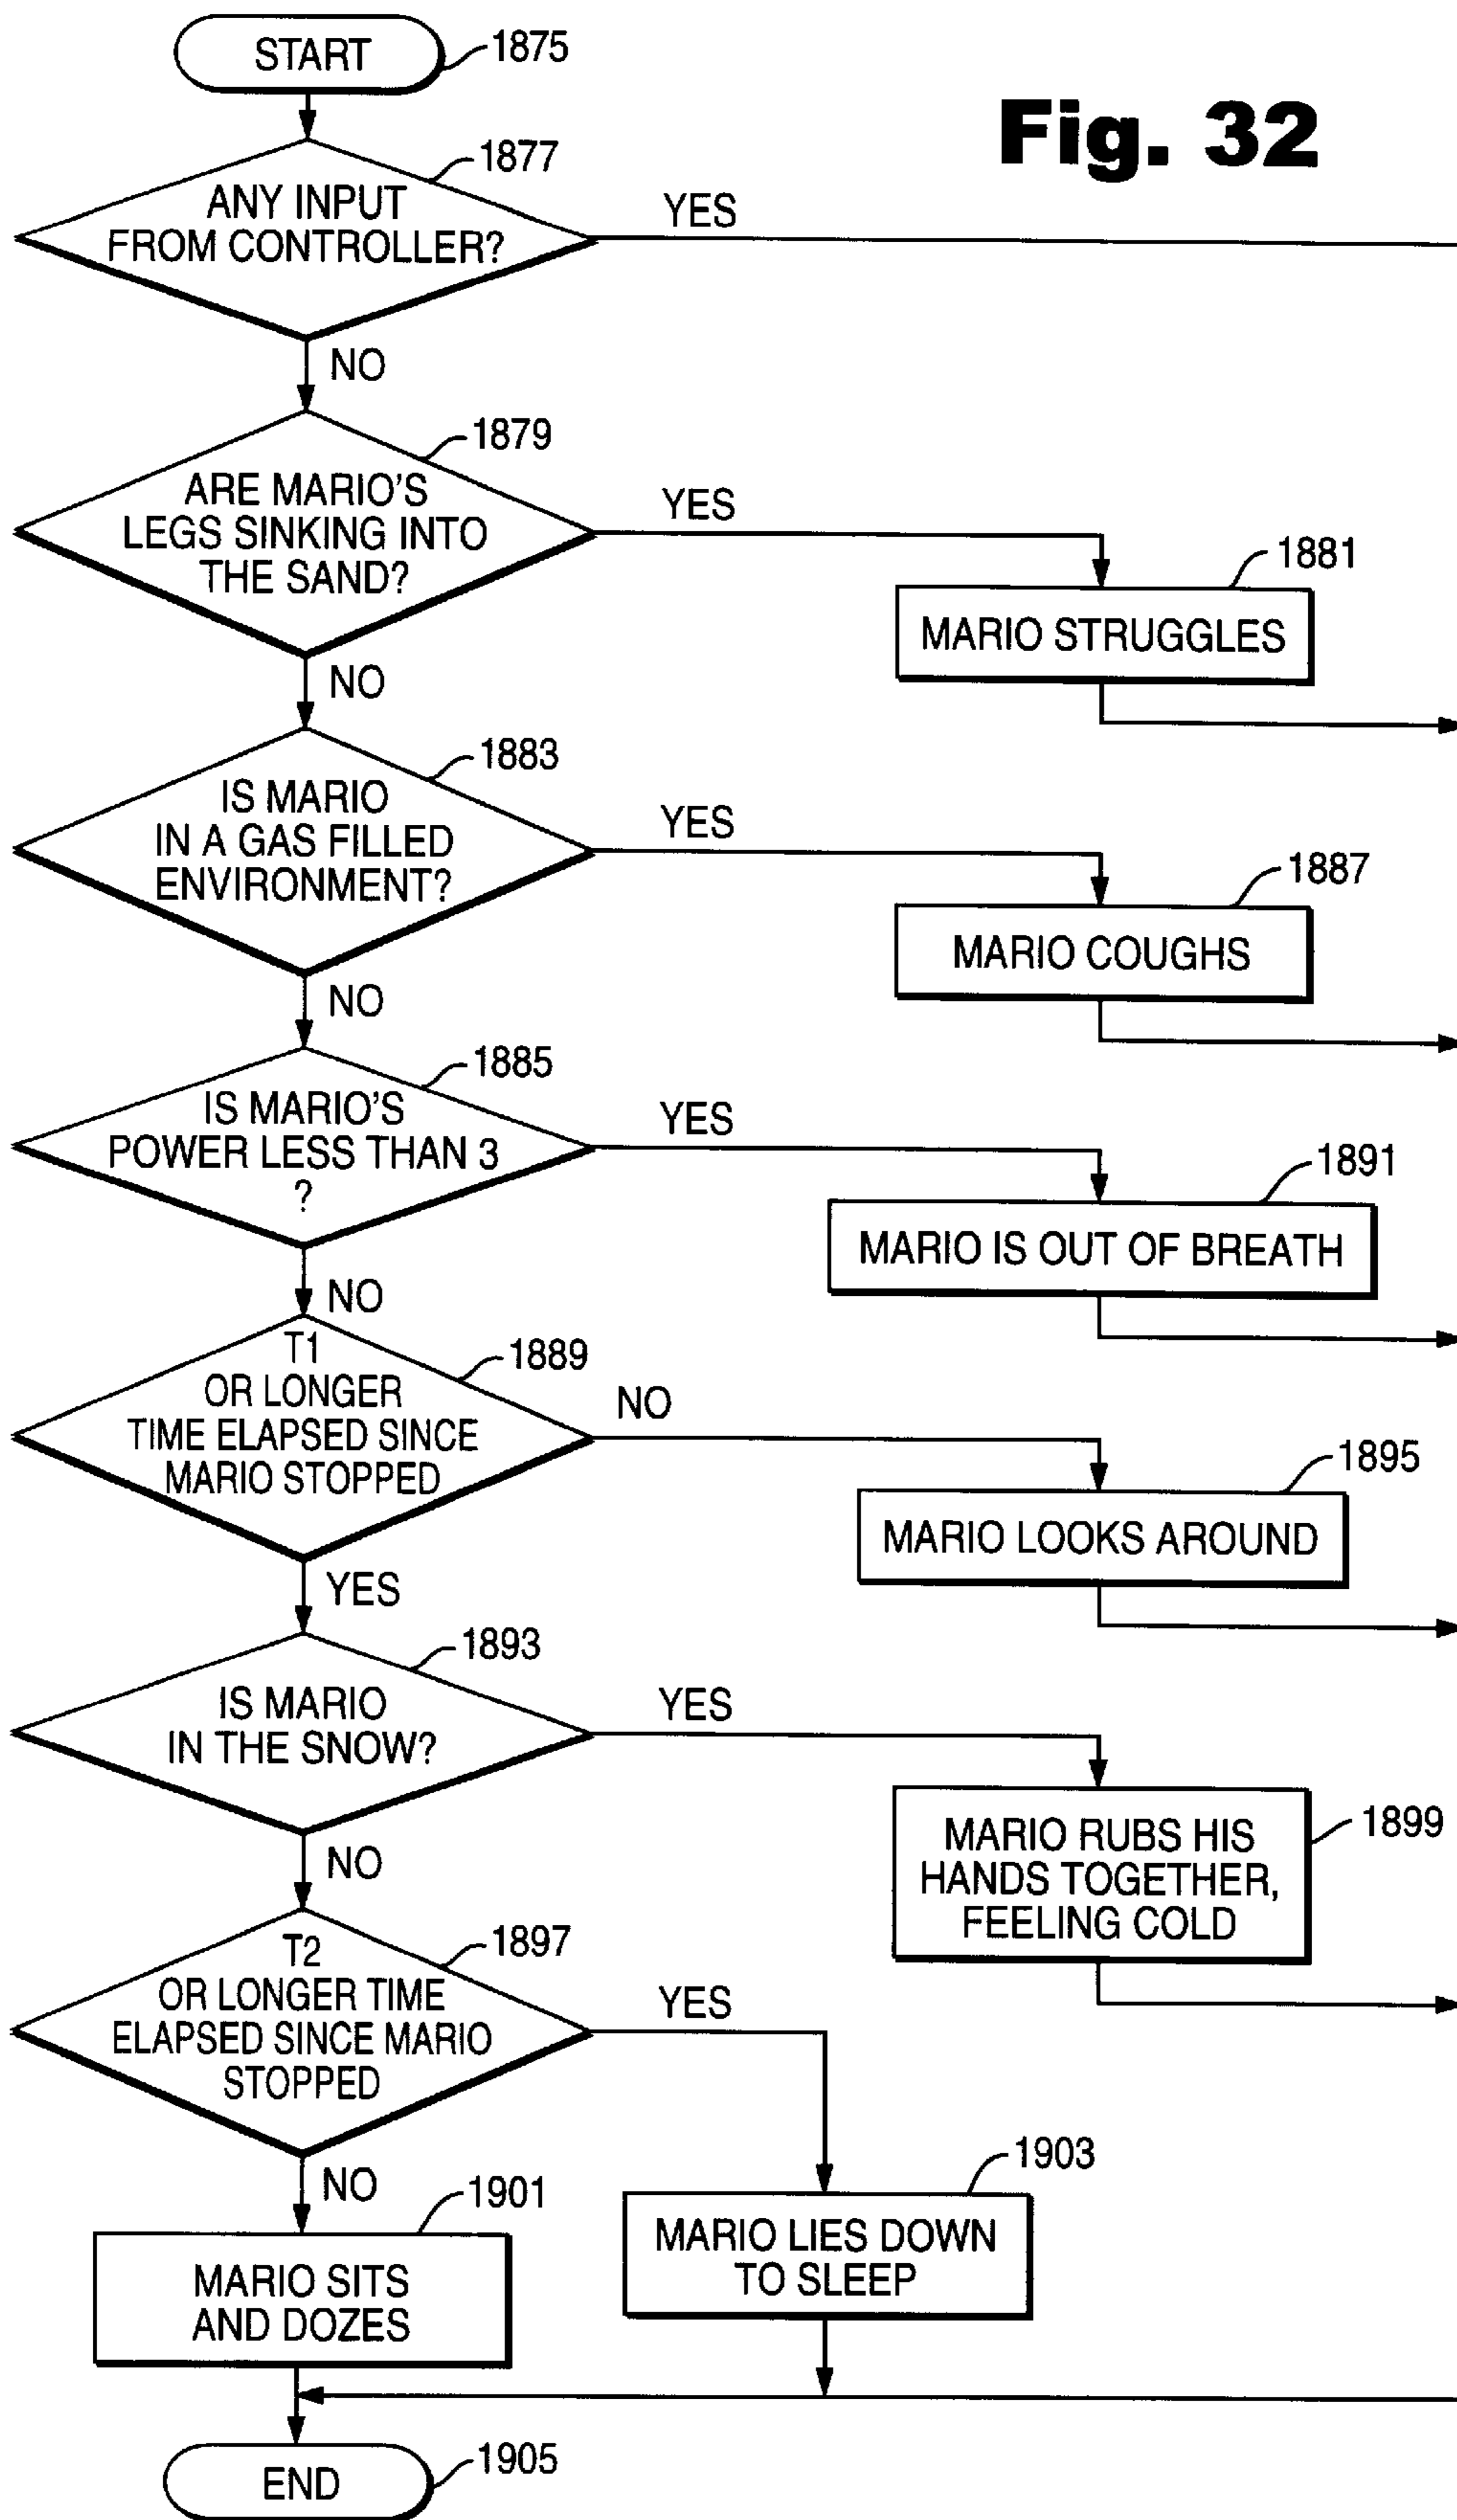 START
1875
Fig. 32
1877
ANY INPUT
FROM CONTROLLER?
YES
NO
1879
ARE MARIO'S
LEGS SINKING INTO
THE SAND?
YES
1881
MARIO STRUGGLES
NO
1883
IS MARIO
IN A GAS FILLED
ENVIRONMENT?
YES
1887
MARIO COUGHS
NO
1885
IS MARIO'S
POWER LESS THAN 3
?
YES
1891
MARIO IS OUT OF BREATH
NO
T1
OR LONGER
TIME ELAPSED SINCE
MARIO STOPPED
1889
NO
1895
MARIO LOOKS AROUND
YES
1893
IS MARIO
IN THE SNOW?
YES
MARIO RUBS HIS
HANDS TOGETHER,
FEELING COLD
1899
NO
T2
OR LONGER TIME
ELAPSED SINCE MARIO
STOPPED
1897
YES
1903
MARIO LIES DOWN
TO SLEEP
NO
1901
MARIO SITS
AND DOZES
END
1905